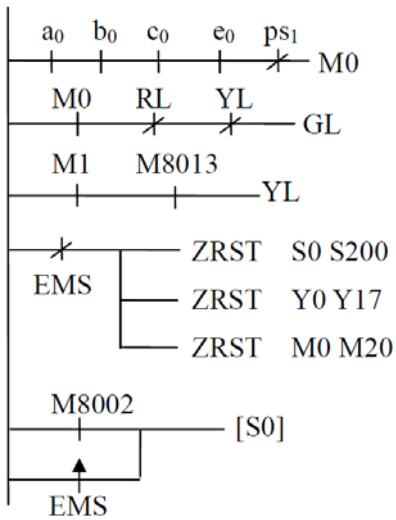 a₀ b₀ c₀ e₀ ps₁
M0
M0 RL YL
GL
M1 M8013
YL
ZRST S0 S200
EMS
ZRST Y0 Y17
ZRST M0 M20
M8002
[S0]
EMS